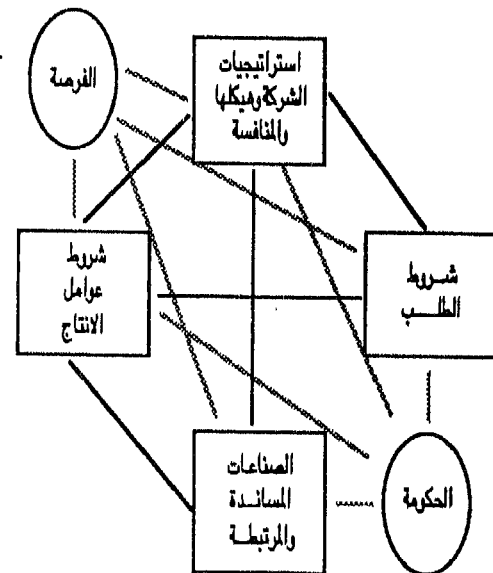 الفرصة
استراتيجيات
الشركة وهيكلها
والمنافسة
شروط
الطلب
شروط
عوامل
الانتاج
الصناعات
المساندة
والمرتبطة
الحكومة